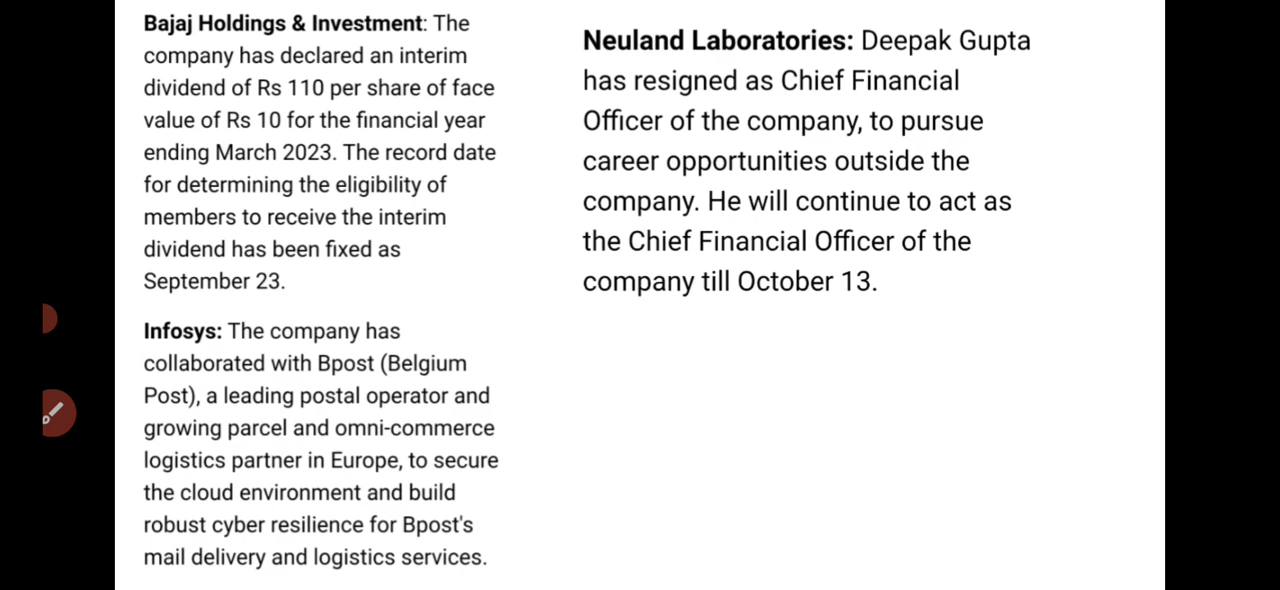 Bajaj Holdings & Investment: The
company has declared an interim
dividend of Rs 110 per share of face
value of Rs 10 for the financial year
ending March 2023. The record date
for determining the eligibility of
members to receive the interim
dividend has been fixed as
September 23.
Infosys: The company has
collaborated with Bpost (Belgium
Post), a leading postal operator and
growing parcel and omni-commerce
logistics partner in Europe, to secure
the cloud environment and build
robust cyber resilience for Bpost's
mail delivery and logistics services.
Neuland Laboratories: Deepak Gupta
has resigned as Chief Financial
Officer of the company, to pursue
career opportunities outside the
company. He will continue to act as
the Chief Financial Officer of the
company till October 13.